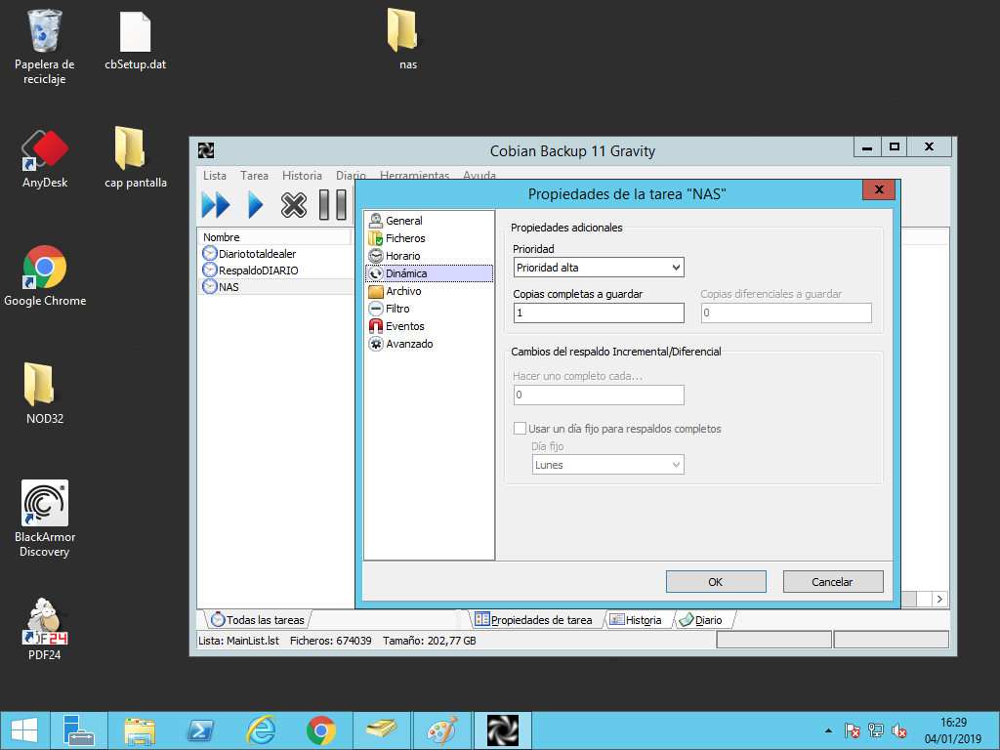 Papelera de
reciclaje
cbSetup.dat
nas
AnyDesk
cap pantalla
Google Chrome
NOD32
BlackArmor
Discovery
PDF24
Cobian Backup 11 Gravity
Lista Tarea Historia Diario Herramientas Ayuda
Nombre
Diariototaldealer
RespaldoDIARIO
NAS
Propiedades de la tarea "NAS"
x
General
Ficheros
Horario
Dinámica
Archivo
Filtro
Eventos
Avanzado
Propiedades adicionales
Prioridad
Prioridad alta
Copias completas a guardar
1
Copias diferenciales a guardar
0
Cambios del respaldo Incremental/Diferencial
Hacer uno completo cada...
0
Usar un día fijo para respaldos completos
Día fijo
Lunes
OK
Cancelar
Todas las tareas
Propiedades de tarea
Historia
Diario
Lista: MainList.lst Ficheros: 674039 Tamaño: 202,77 GB
16:29
04/01/2019